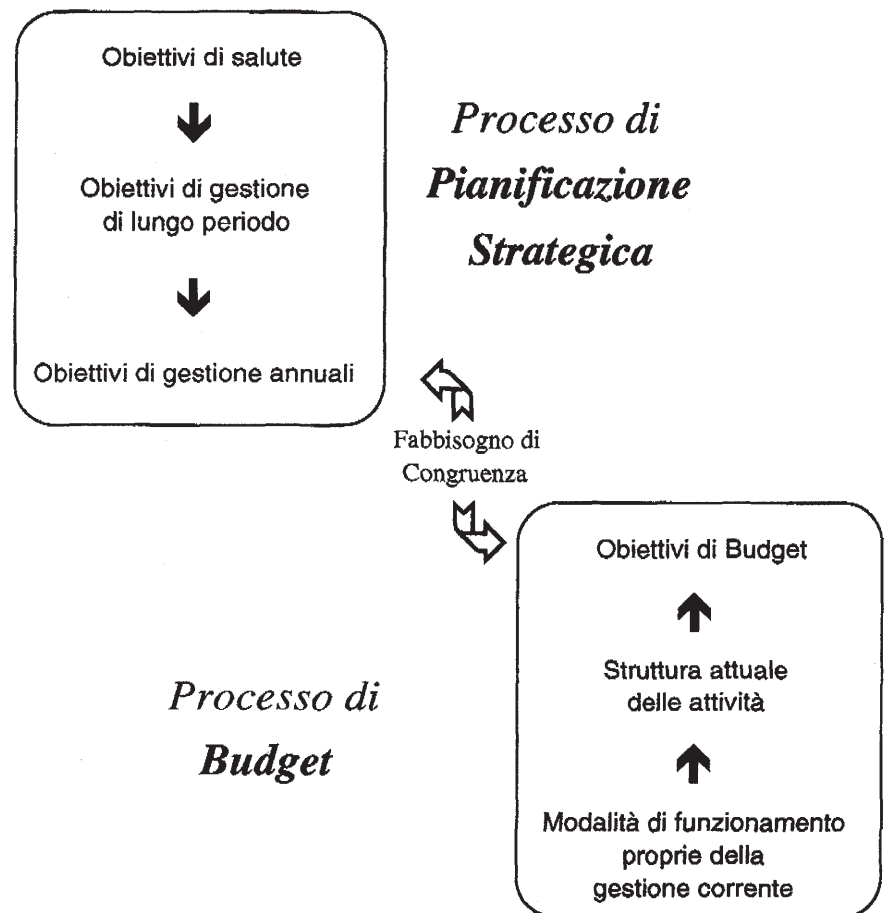 Obiettivi di salute
Obiettivi di gestione
di lungo periodo
Obiettivi di gestione annuali
Processo di
Pianificazione
Strategica
Fabbisogno di
Congruenza
Obiettivi di Budget
Struttura attuale
delle attività
Modalità di funzionamento
proprie della
gestione corrente
Processo di
Budget